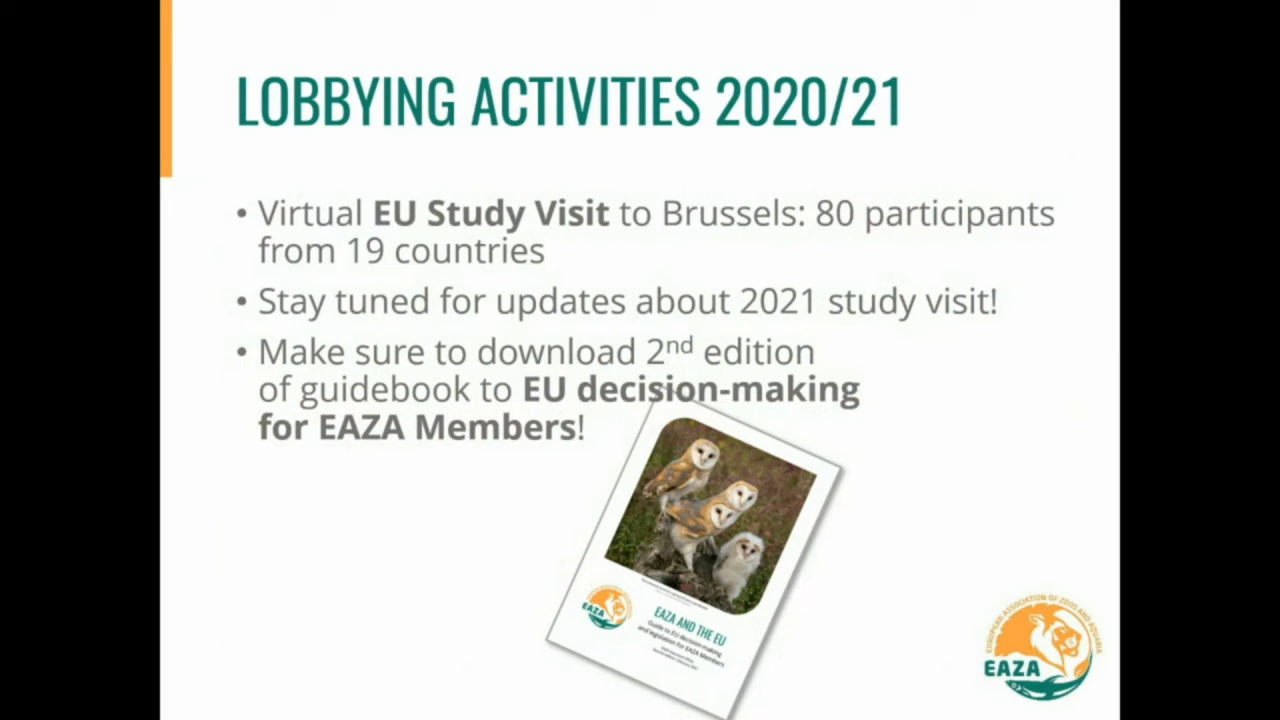 LOBBYING ACTIVITIES 2020/21
• Virtual EU Study Visit to Brussels: 80 participants
from 19 countries
• Stay tuned for updates about 2021 study visit!
• Make sure to download 2nd edition
of guidebook to EU decision-making
for EAZA Members!
EAZA
EAZA AND THE EU
Guide to EU decision-making
and legislation for EAZA Members
EUROPEAN ASSOCIATION OF ZOOS AND AQUARIA
EAZA